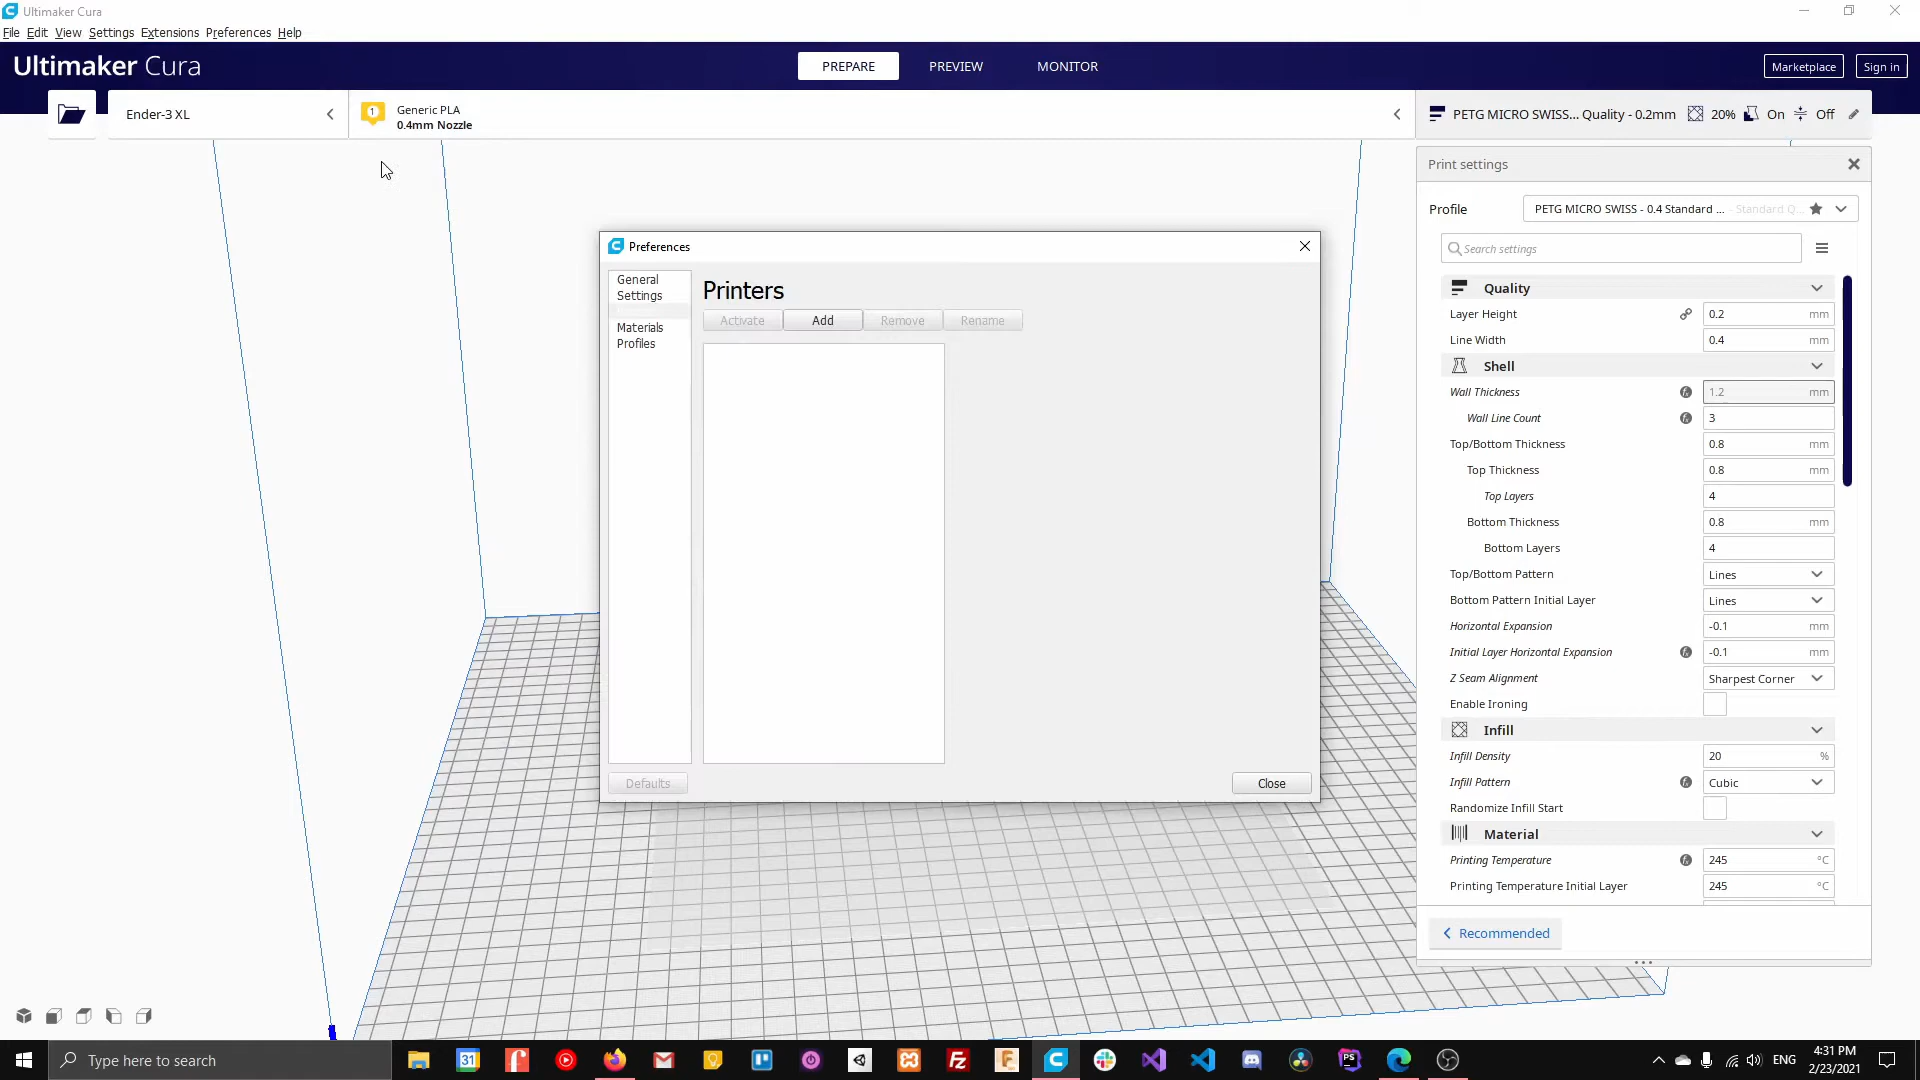 Ultimaker Cura
File Edit View Settings Extensions Preferences Help
Ultimaker Cura
PREPARE
PREVIEW
MONITOR
Marketplace
Sign in
Ender-3 XL
1
Generic PLA
0.4mm Nozzle
PETG MICRO SWISS... Quality - 0.2mm
20%
On
Off
Print settings
Profile
PETG MICRO SWISS - 0.4 Standard ... - Standard Q...
Search settings
Quality
Layer Height 0.2 mm
Line Width 0.4 mm
Shell
Wall Thickness 1.2 mm
Wall Line Count 3
Top/Bottom Thickness 0.8 mm
Top Thickness 0.8 mm
Top Layers 4
Bottom Thickness 0.8 mm
Bottom Layers 4
Top/Bottom Pattern Lines
Bottom Pattern Initial Layer Lines
Horizontal Expansion -0.1 mm
Initial Layer Horizontal Expansion -0.1 mm
Z Seam Alignment Sharpest Corner
Enable Ironing
Infill
Infill Density 20 %
Infill Pattern Cubic
Randomize Infill Start
Material
Printing Temperature 245 °C
Printing Temperature Initial Layer 245 °C
Recommended
Preferences
General
Settings
Materials
Profiles
Printers
Activate
Add
Remove
Rename
Defaults
Close
Type here to search
31
PS
ENG
4:31 PM
2/23/2021